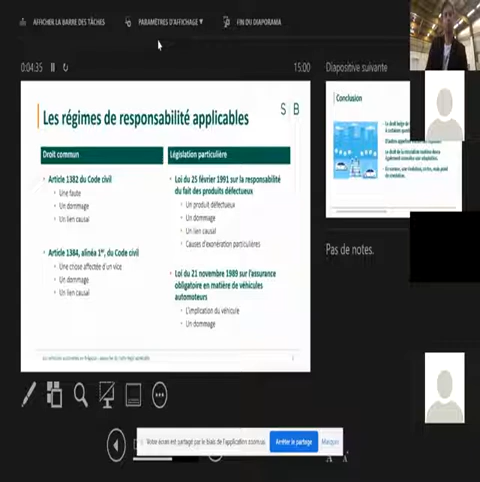 AFFICHER LA BARRE DES TÂCHES
PARAMÈTRES D'AFFICHAGE ▼
FIN DU DIAPORAMA
0:04:35
15:00
Diapositive suivante
Les régimes de responsabilité applicables
S B
Droit commun
Article 1382 du Code civil
Une faute
Un dommage
Un lien causal
Article 1384, alinéa 1er, du Code civil
Une chose affectée d'un vice
Un dommage
Un lien causal
Législation particulière
Loi du 25 février 1991 sur la responsabilité
du fait des produits défectueux
Un produit défectueux
Un dommage
Un lien causal
Causes d'exonération particulières
Loi du 21 novembre 1989 sur l'assurance
obligatoire en matière de véhicules
automoteurs
L'implication du véhicule
Un dommage
Conclusion
Pas de notes.
Votre écran est partagé par le biais de l'application zoom.us.
Arrêter le partage
Masquer